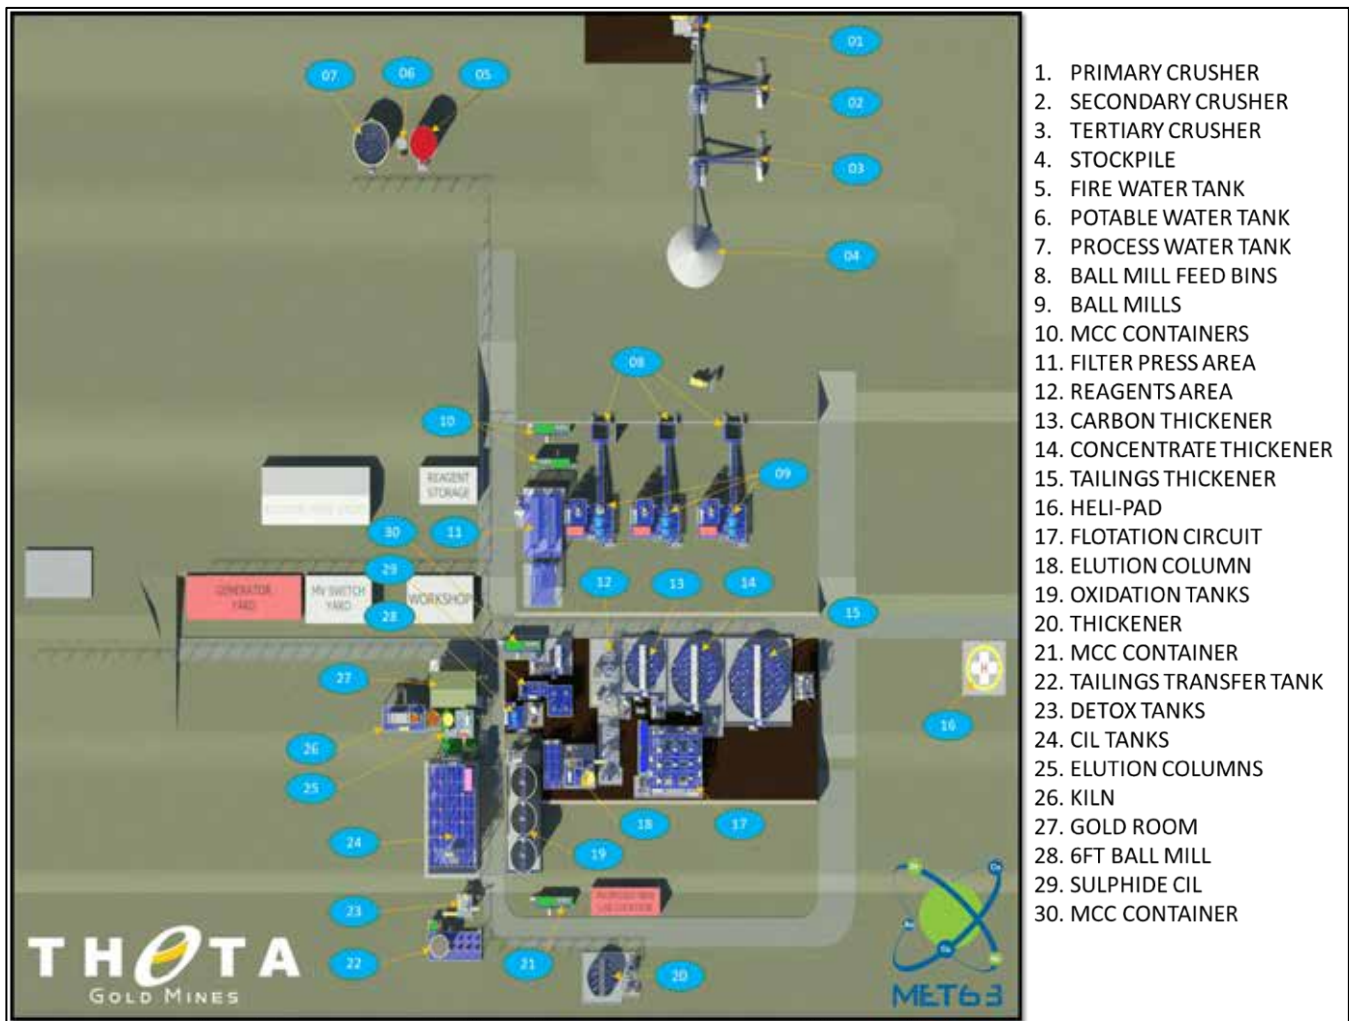 01
07
06
05
02
03
04
08
10
09
REAGENT
STORAGE
30
11
29
12
13
14
GENERATOR
YARD
MV SWITCH
YARD
WORKSHOP
28
15
27
16
26
25
18
17
24
19
23
22
21
20
THETA
GOLD MINES
MET63
1. PRIMARY CRUSHER
2. SECONDARY CRUSHER
3. TERTIARY CRUSHER
4. STOCKPILE
5. FIRE WATER TANK
6. POTABLE WATER TANK
7. PROCESS WATER TANK
8. BALL MILL FEED BINS
9. BALL MILLS
10. MCC CONTAINERS
11. FILTER PRESS AREA
12. REAGENTS AREA
13. CARBON THICKENER
14. CONCENTRATE THICKENER
15. TAILINGS THICKENER
16. HELI-PAD
17. FLOTATION CIRCUIT
18. ELUTION COLUMN
19. OXIDATION TANKS
20. THICKENER
21. MCC CONTAINER
22. TAILINGS TRANSFER TANK
23. DETOX TANKS
24. CIL TANKS
25. ELUTION COLUMNS
26. KILN
27. GOLD ROOM
28. 6FT BALL MILL
29. SULPHIDE CIL
30. MCC CONTAINER